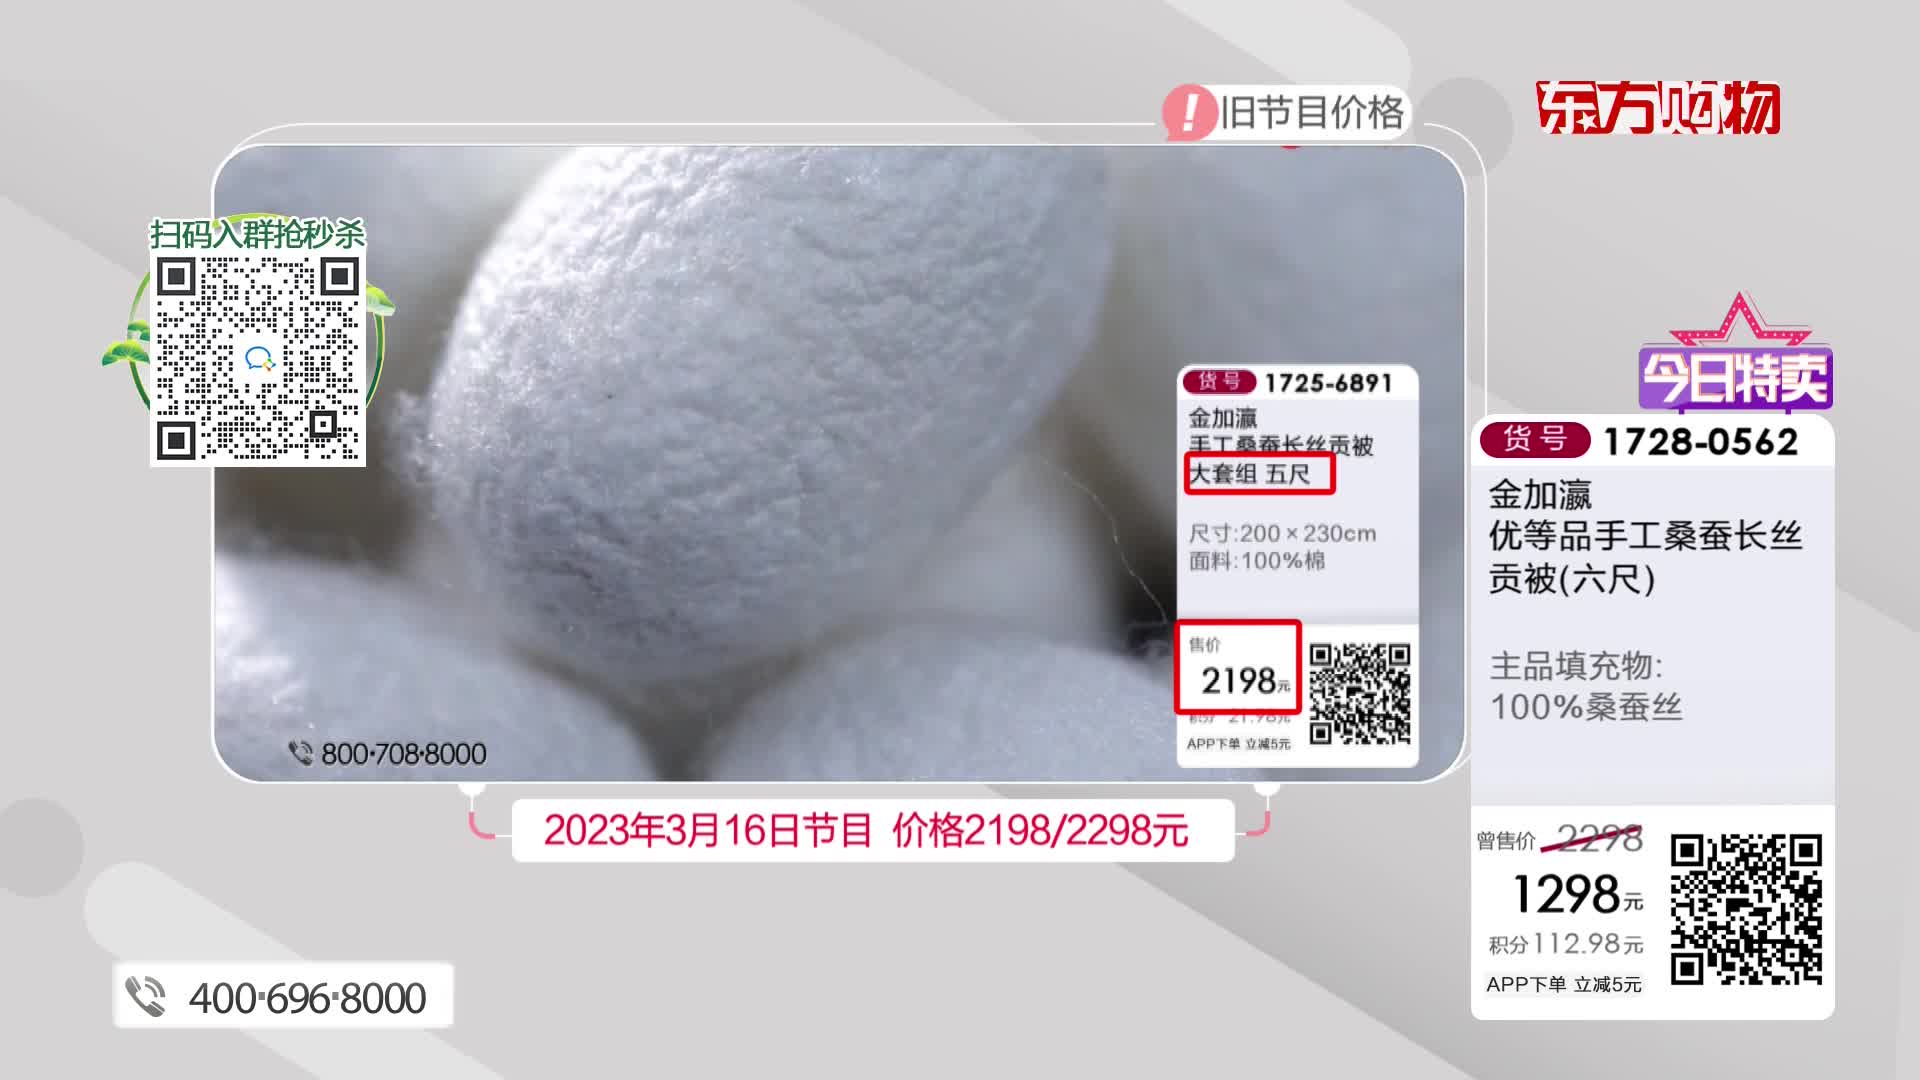 旧节目价格
东方购物
扫码入群抢秒杀
货号 1725-6891
金加瀛
手工桑蚕长丝贡被
大套组 五尺
尺寸:200×230cm
面料:100%棉
售价
2198元
积分 21.98元
APP下单 立减5元
800·708·8000
2023年3月16日节目 价格2198/2298元
今日特卖
货号 1728-0562
金加瀛
优等品手工桑蚕长丝
贡被(六尺)
主品填充物:
100%桑蚕丝
曾售价 2298
1298元
积分112.98元
APP下单 立减5元
400·696·8000